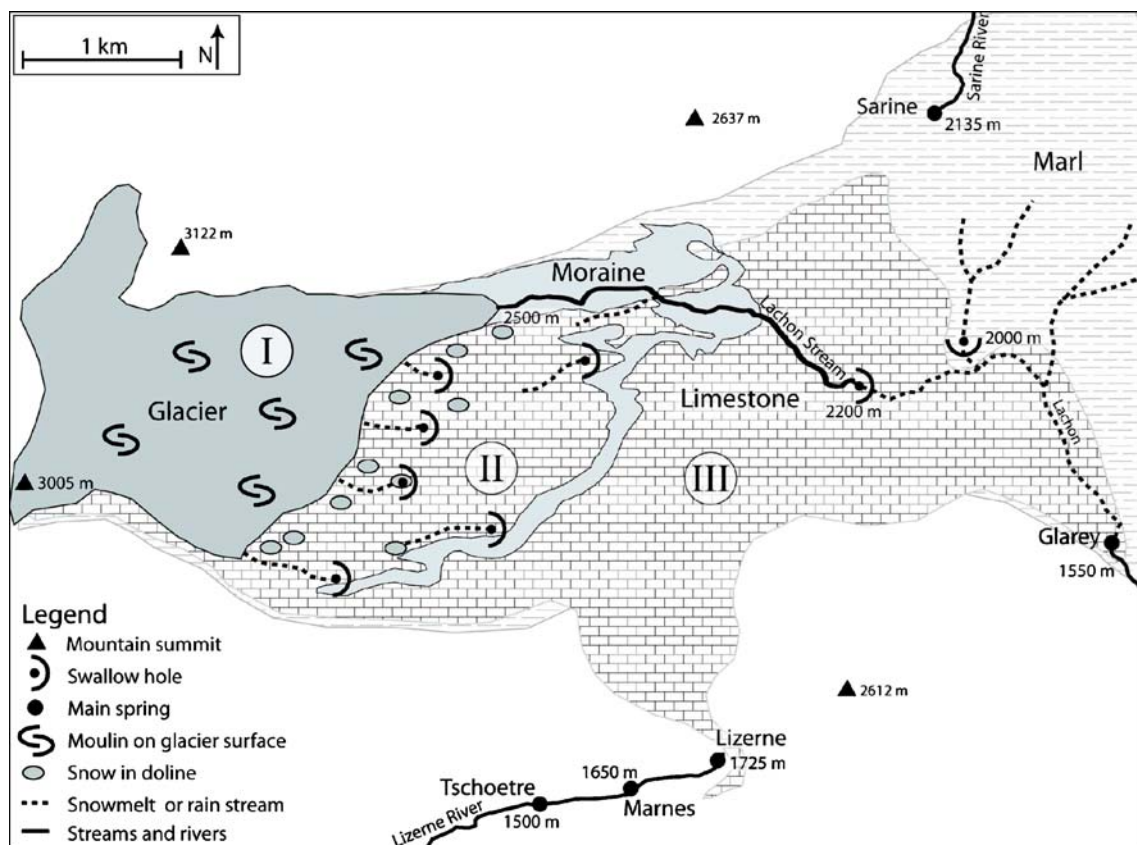 1 km
N
Sarine River
Sarine
2135 m
2637 m
Marl
3122 m
Moraine
2500 m
Lachon Stream
2000 m
I
Glacier
Limestone
2200 m
Lachon
II
III
3005 m
Glarey
1550 m
Legend
Mountain summit
Swallow hole
Main spring
Moulin on glacier surface
Snow in doline
Snowmelt or rain stream
Streams and rivers
2612 m
Lizerne
1725 m
1650 m
Marnes
Tschoetre
1500 m
Lizerne River